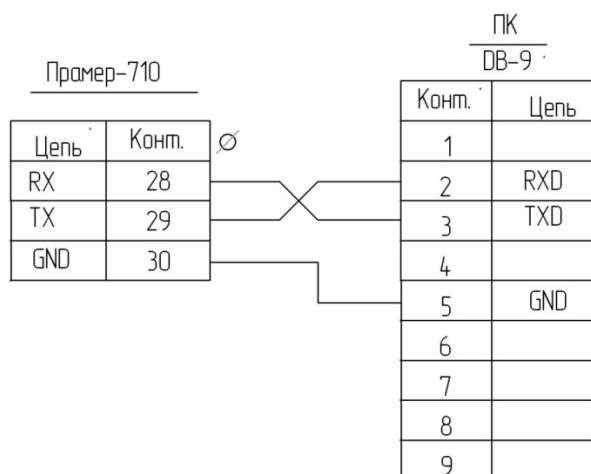 Прамер-710
Цепь Конт.
RX 28
TX 29
GND 30
ПК
DB-9
Конт. Цепь
1
2 RXD
3 TXD
4
5 GND
6
7
8
9